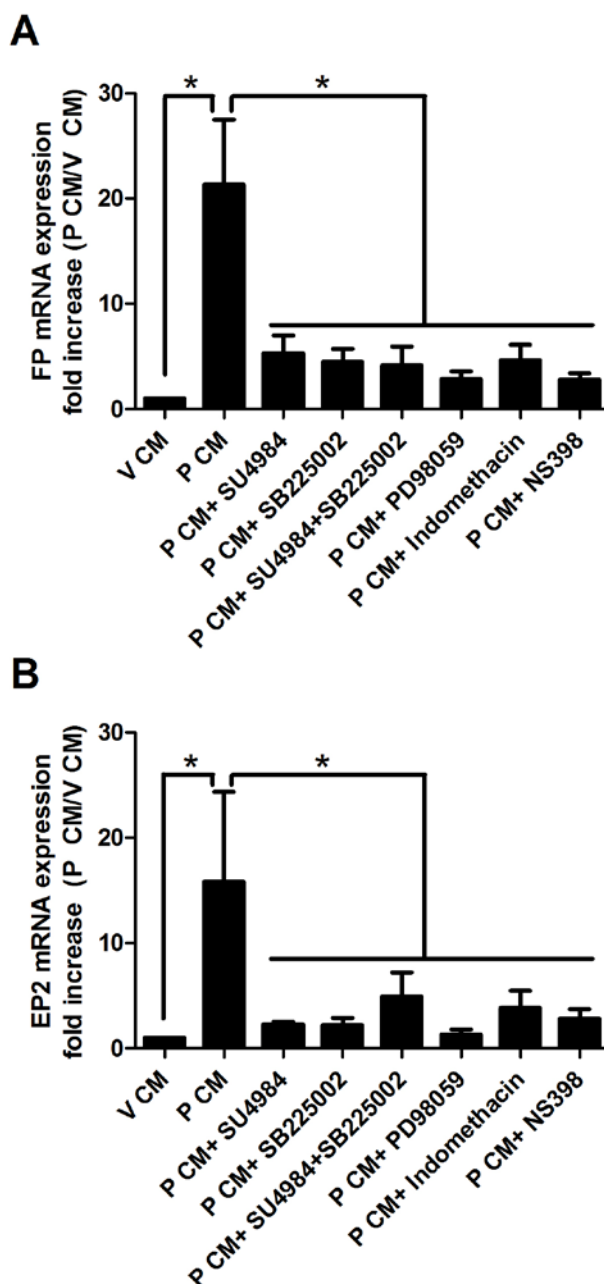 A
FP mRNA expression
fold increase (P CM/V CM)
30
20
10
0
*
*
V CM
P CM
P CM+ SU4984
P CM+ SB225002
P CM+ SU4984+SB225002
P CM+ PD98059
P CM+ Indomethacin
P CM+ NS398
B
EP2 mRNA expression
fold increase (P CM/V CM)
30
20
10
0
*
*
V CM
P CM
P CM+ SU4984
P CM+ SB225002
P CM+ SU4984+SB225002
P CM+ PD98059
P CM+ Indomethacin
P CM+ NS398